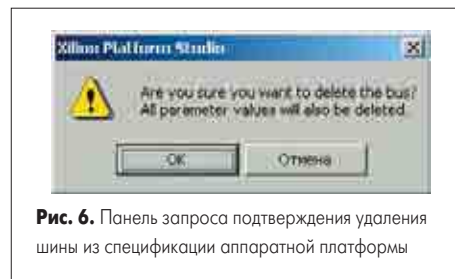 Xilinx Platform Studio
Are you sure you want to delete the bus?
All parameter values will also be deleted.
OK
Отмена
Рис. 6. Панель запроса подтверждения удаления
шины из спецификации аппаратной платформы